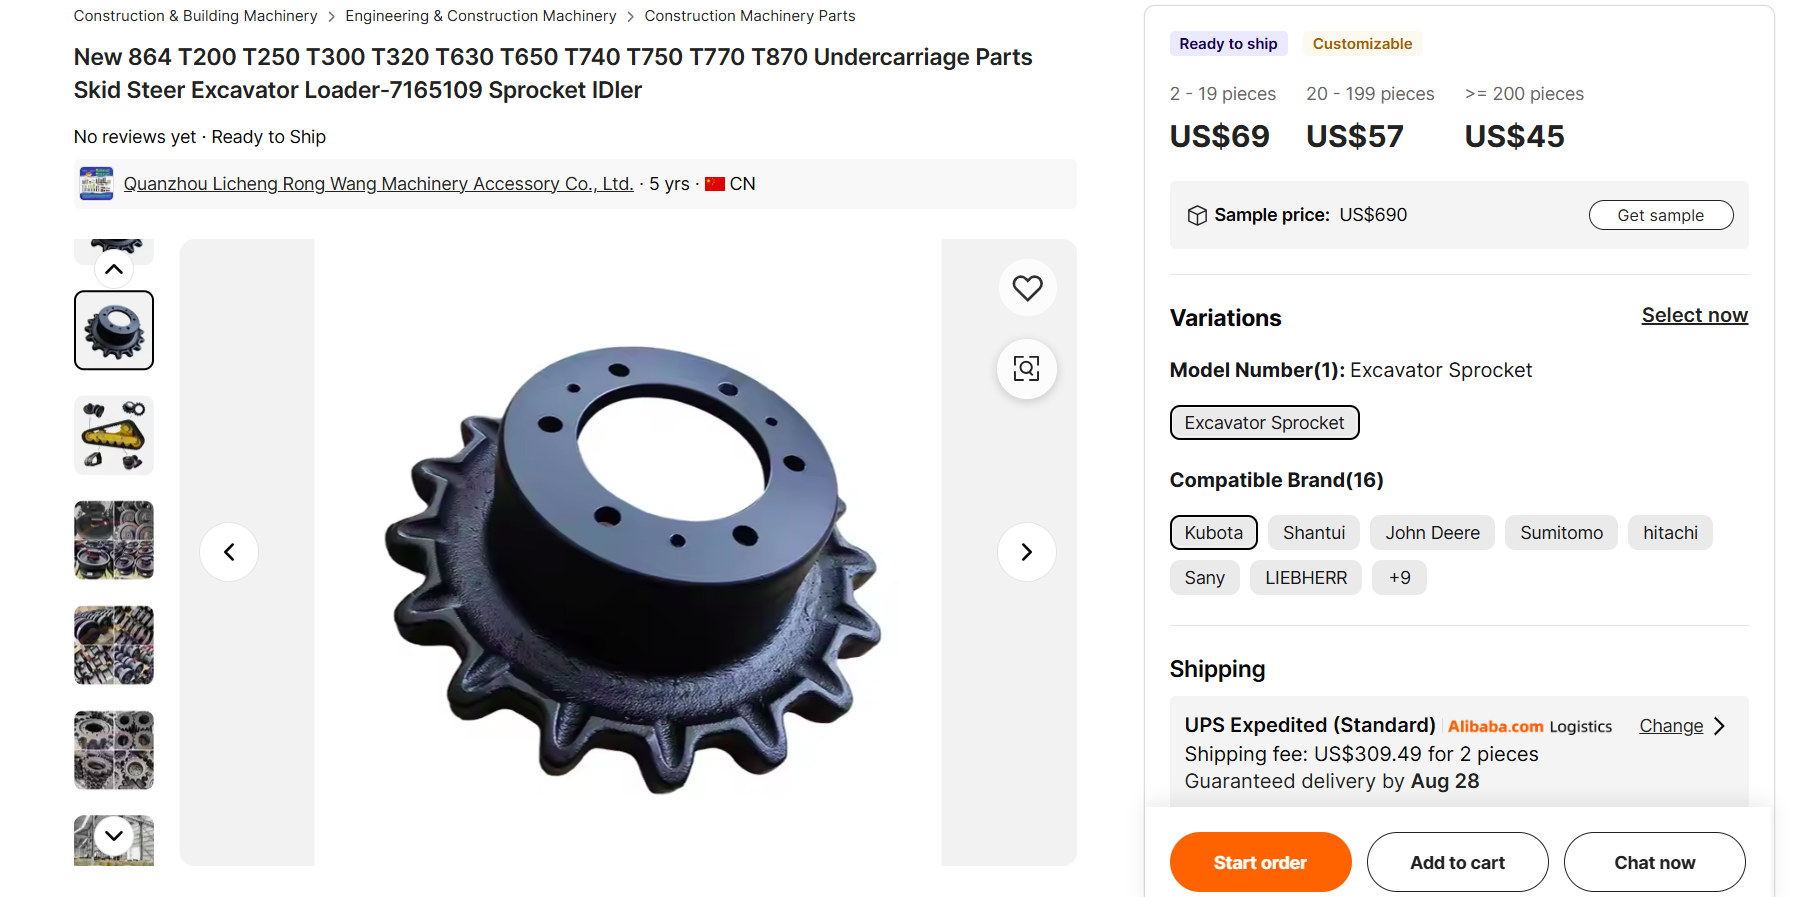 Construction & Building Machinery > Engineering & Construction Machinery > Construction Machinery Parts
New 864 T200 T250 T300 T320 T630 T650 T740 T750 T770 T870 Undercarriage Parts
Skid Steer Excavator Loader-7165109 Sprocket IDler
No reviews yet · Ready to Ship
Quanzhou Licheng Rong Wang Machinery Accessory Co., Ltd. · 5 yrs · CN
Ready to ship Customizable
2 - 19 pieces 20 - 199 pieces >= 200 pieces
US$69 US$57 US$45
Sample price: US$690 Get sample
Variations Select now
Model Number(1): Excavator Sprocket
Excavator Sprocket
Compatible Brand(16)
Kubota Shantui John Deere Sumitomo hitachi
Sany LIEBHERR +9
Shipping
UPS Expedited (Standard) Alibaba.com Logistics Change >
Shipping fee: US$309.49 for 2 pieces
Guaranteed delivery by Aug 28
Start order Add to cart Chat now